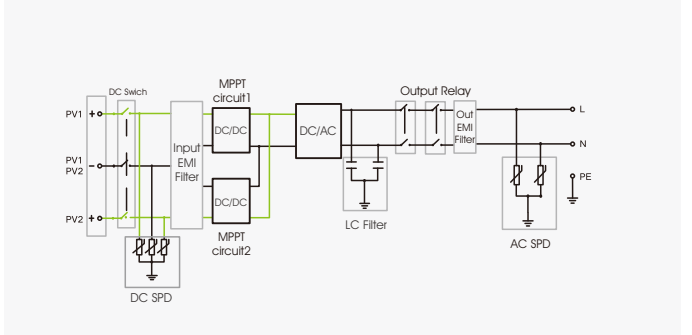 MPPT
circuit1
DC Swich
Output Relay
PV1
+
DC/DC
DC/AC
Out
EMI
Filter
L
Input
EMI
Filter
N
PV1
PV2
-
PE
DC/DC
PV2
+
LC Filter
MPPT
circuit2
AC SPD
DC SPD